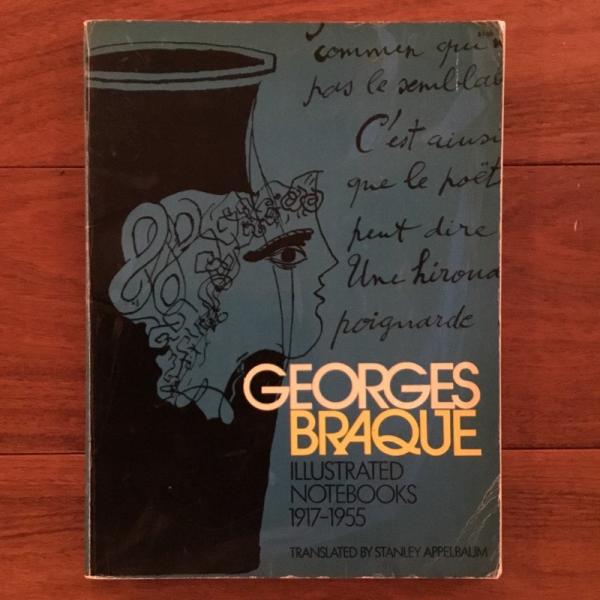 commun qui
pas le semblab
C'est ainsi
que le poët
peut dire
Une hirond
poignarde
GEORGES
BRAQUE
ILLUSTRATED
NOTEBOOKS
1917-1955
TRANSLATED BY STANLEY APPELBAUM